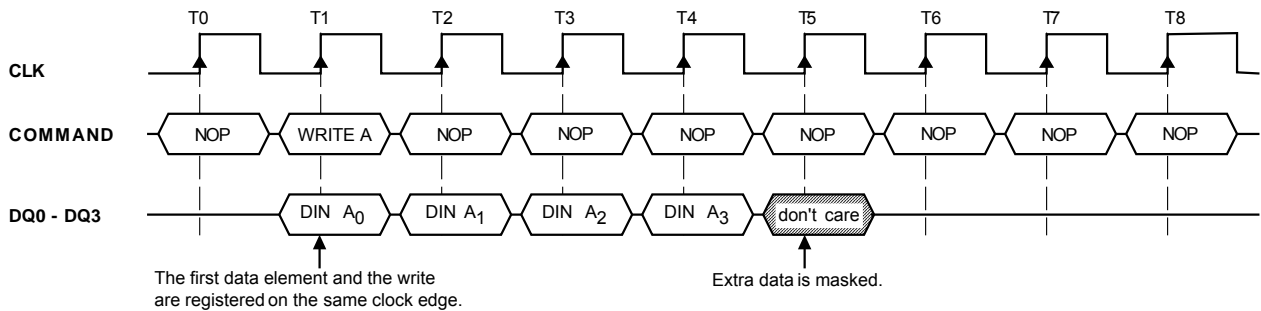 T0 T1 T2 T3 T4 T5 T6 T7 T8
CLK
COMMAND NOP WRITE A NOP NOP NOP NOP NOP NOP NOP
DQ0 - DQ3 DIN A0 DIN A1 DIN A2 DIN A3 don't care
The first data element and the write
are registered on the same clock edge.
Extra data is masked.